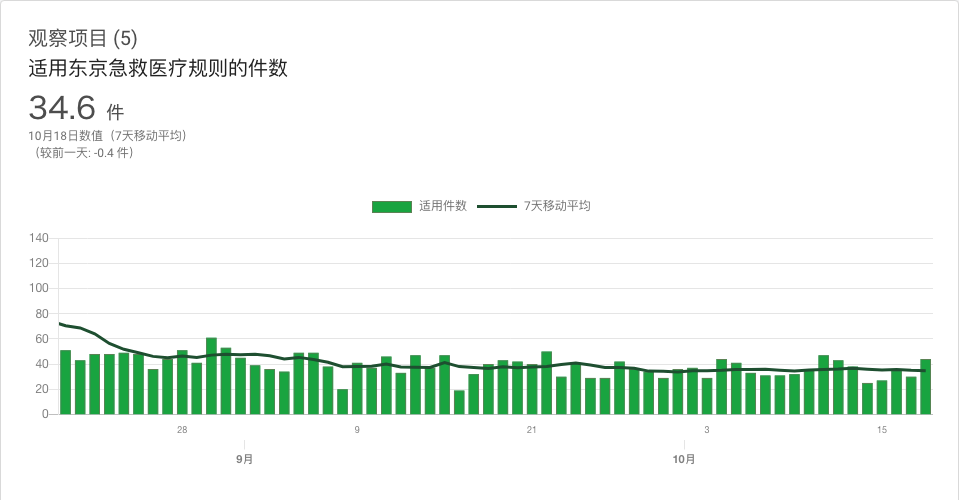 观察项目 (5)
适用东京急救医疗规则的件数
34.6 件
10月18日数值（7天移动平均）
（较前一天: -0.4 件）
适用件数 7天移动平均
140
120
100
80
60
40
20
0
28 9 21 3 15
9月 10月